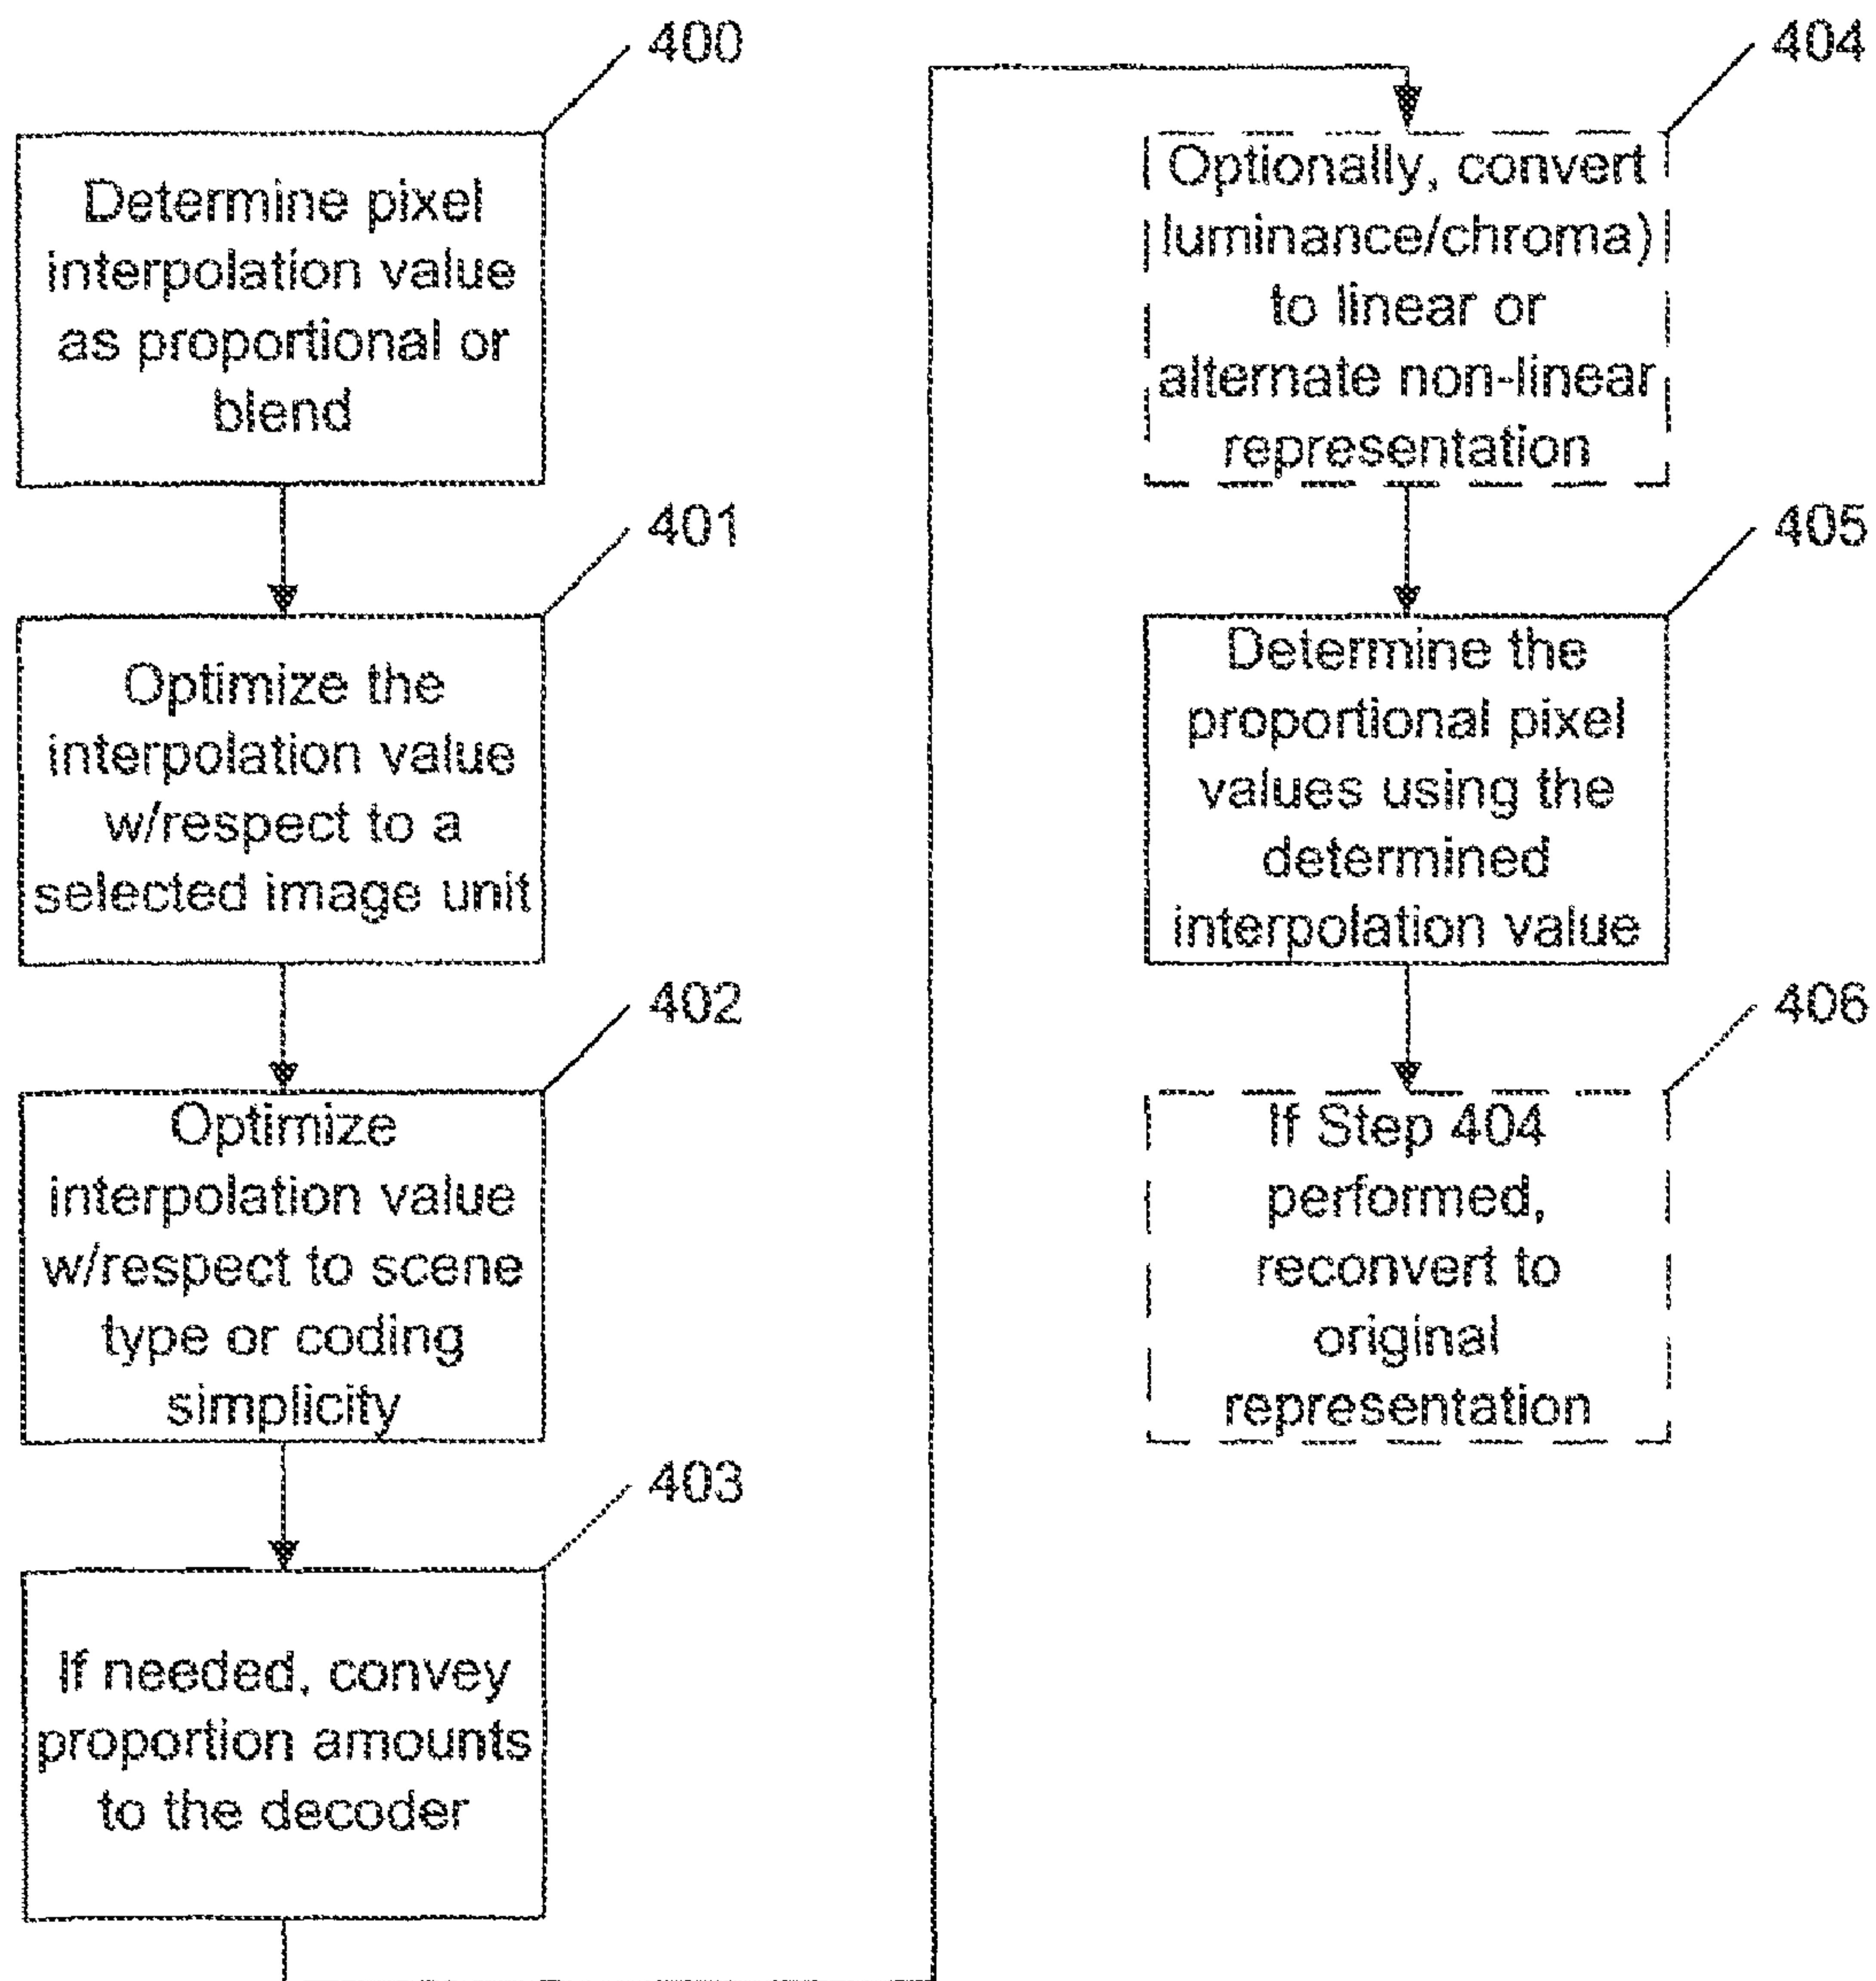 400
Determine pixel
interpolation value
as proportional or
blend
401
Optimize the
interpolation value
w/respect to a
selected image unit
402
Optimize
interpolation value
w/respect to scene
type or coding
simplicity
403
If needed, convey
proportion amounts
to the decoder
404
Optionally, convert
luminance/chroma)
to linear or
alternate non-linear
representation
405
Determine the
proportional pixel
values using the
determined
interpolation value
406
If Step 404
performed,
reconvert to
original
representation